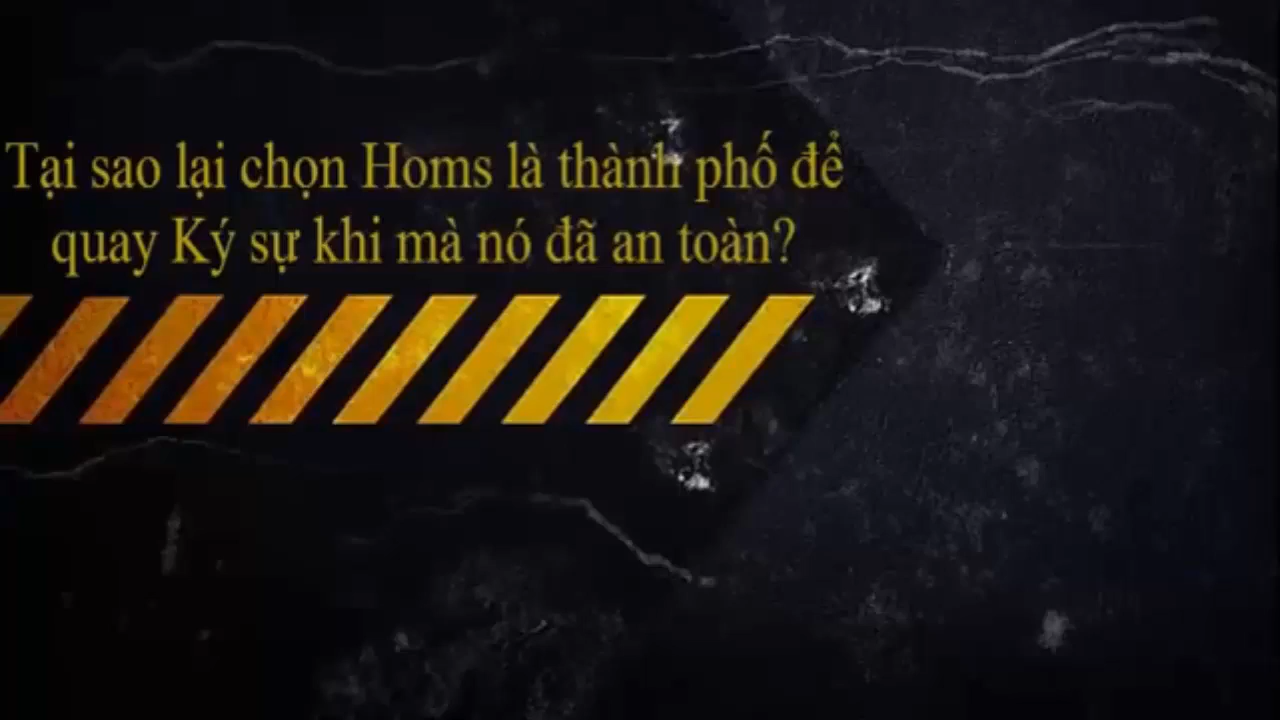 Tại sao lại chọn Homs là thành phố để
quay Ký sự khi mà nó đã an toàn?